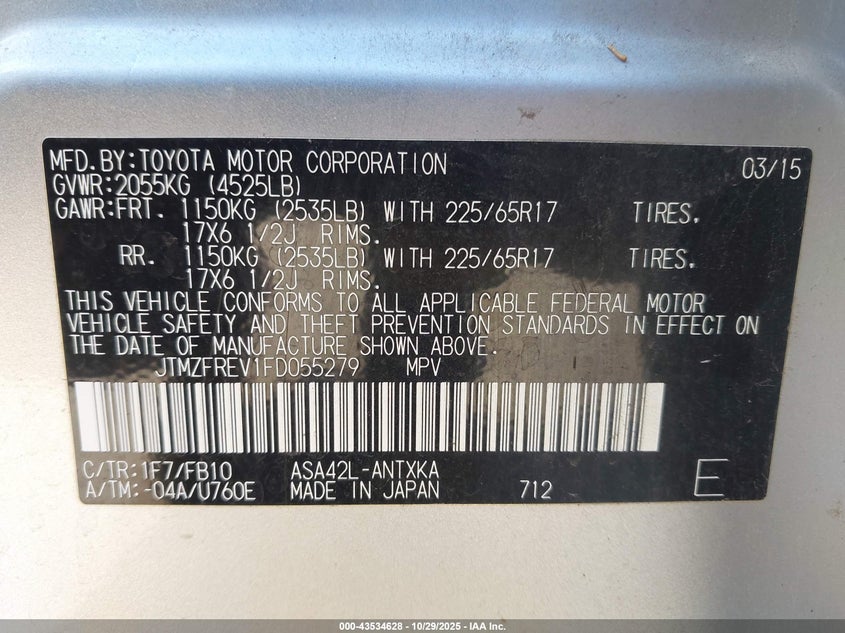 MFD.BY:TOYOTA MOTOR CORPORATION 03/15
GVWR:2055KG (4525LB)
GAWR:FRT. 1150KG (2535LB) WITH 225/65R17 TIRES.
17X6 1/2J RIMS.
RR. 1150KG (2535LB) WITH 225/65R17 TIRES.
17X6 1/2J RIMS.
THIS VEHICLE CONFORMS TO ALL APPLICABLE FEDERAL MOTOR
VEHICLE SAFETY AND THEFT PREVENTION STANDARDS IN EFFECT ON
THE DATE OF MANUFACTURE SHOWN ABOVE.
JTMZFREV1FD055279 MPV
C/TR:1F7/FB10 ASA42L-ANTXKA
A/TM:-04A/U760E MADE IN JAPAN 712 E
000-43534628 - 10/29/2025 - IAA Inc.